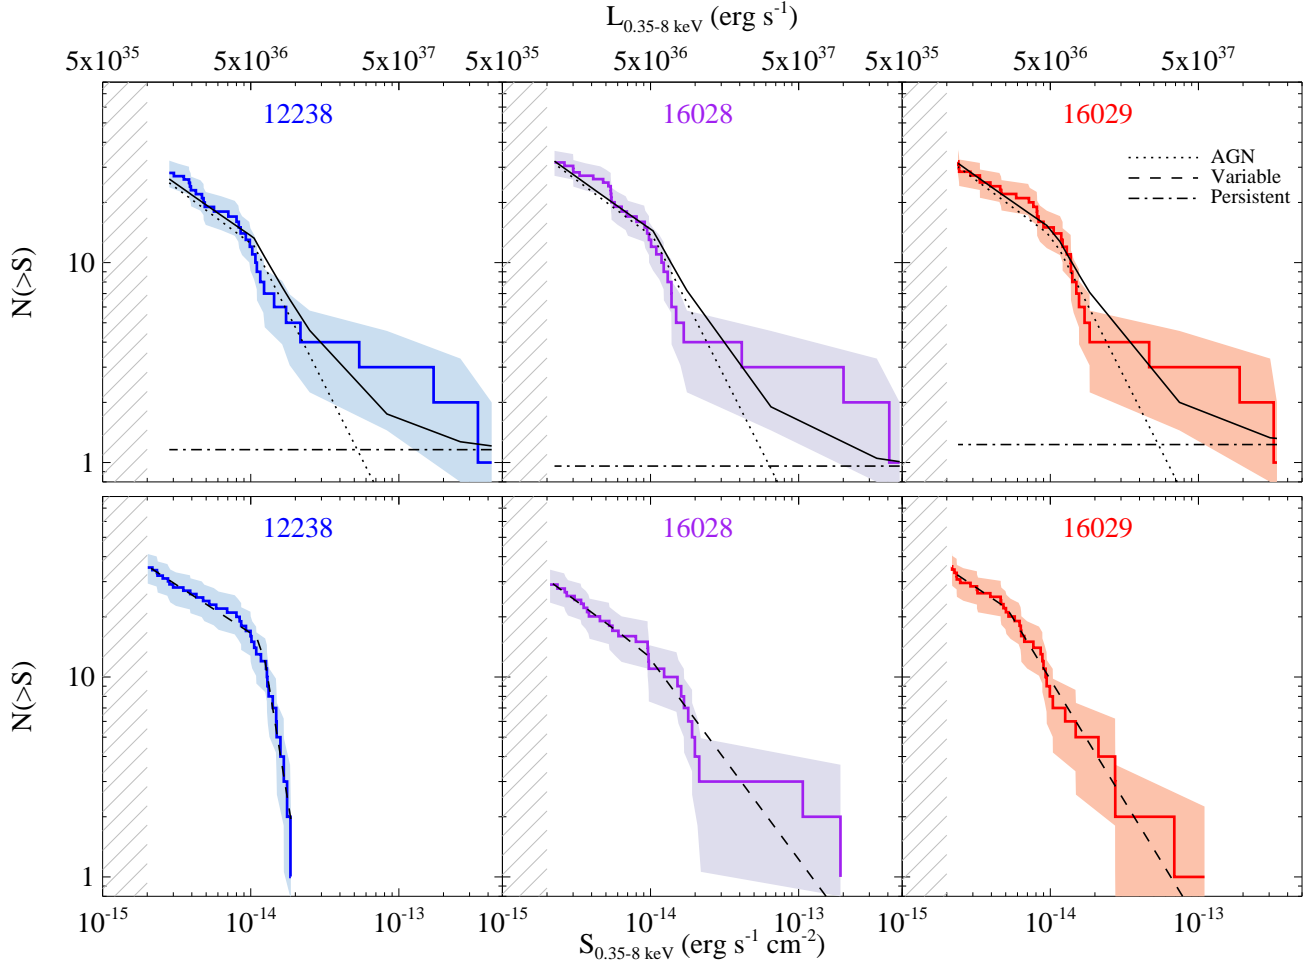 L0.35-8 keV (erg s-1)
5x10^35 5x10^36 5x10^37 5x10^35 5x10^36 5x10^37 5x10^35 5x10^36 5x10^37
12238 16028 16029
AGN
Variable
Persistent
10
N(>S)
1
12238 16028 16029
10
N(>S)
1
10^-15 10^-14 10^-13 10^-15 10^-14 10^-13 10^-15 10^-14 10^-13
S0.35-8 keV (erg s-1 cm-2)